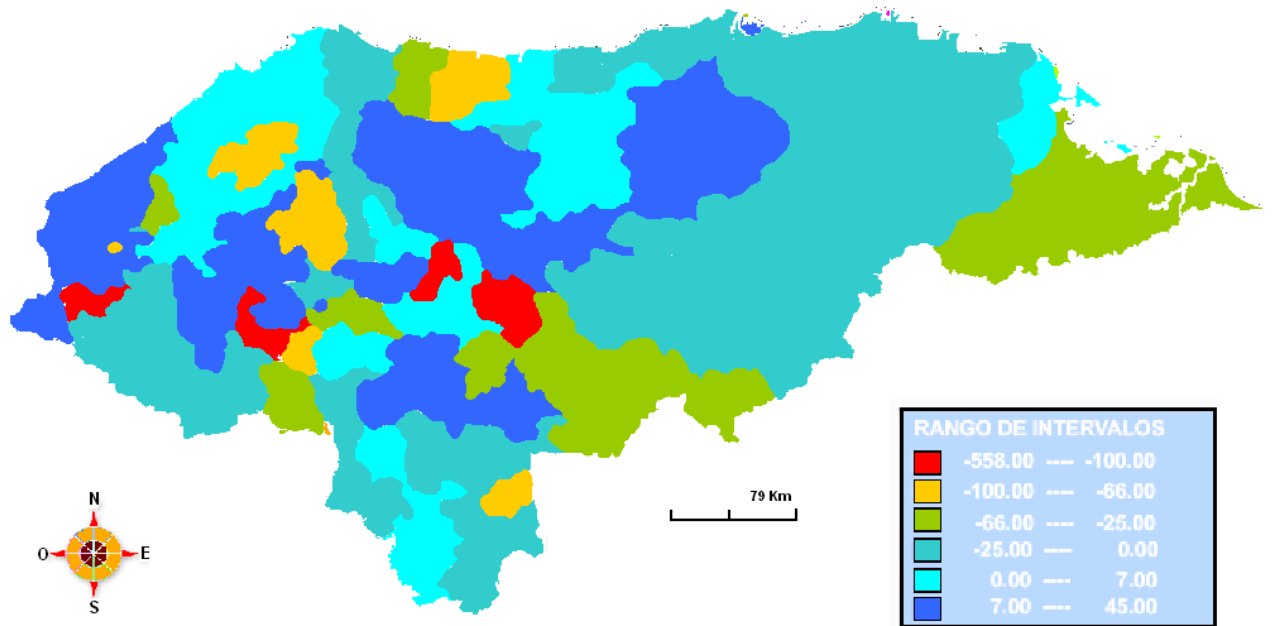 79 Km
N
O
E
S
RANGO DE INTERVALOS
-558.00 ---- -100.00
-100.00 ---- -66.00
-66.00 ---- -25.00
-25.00 ---- 0.00
0.00 ---- 7.00
7.00 ---- 45.00